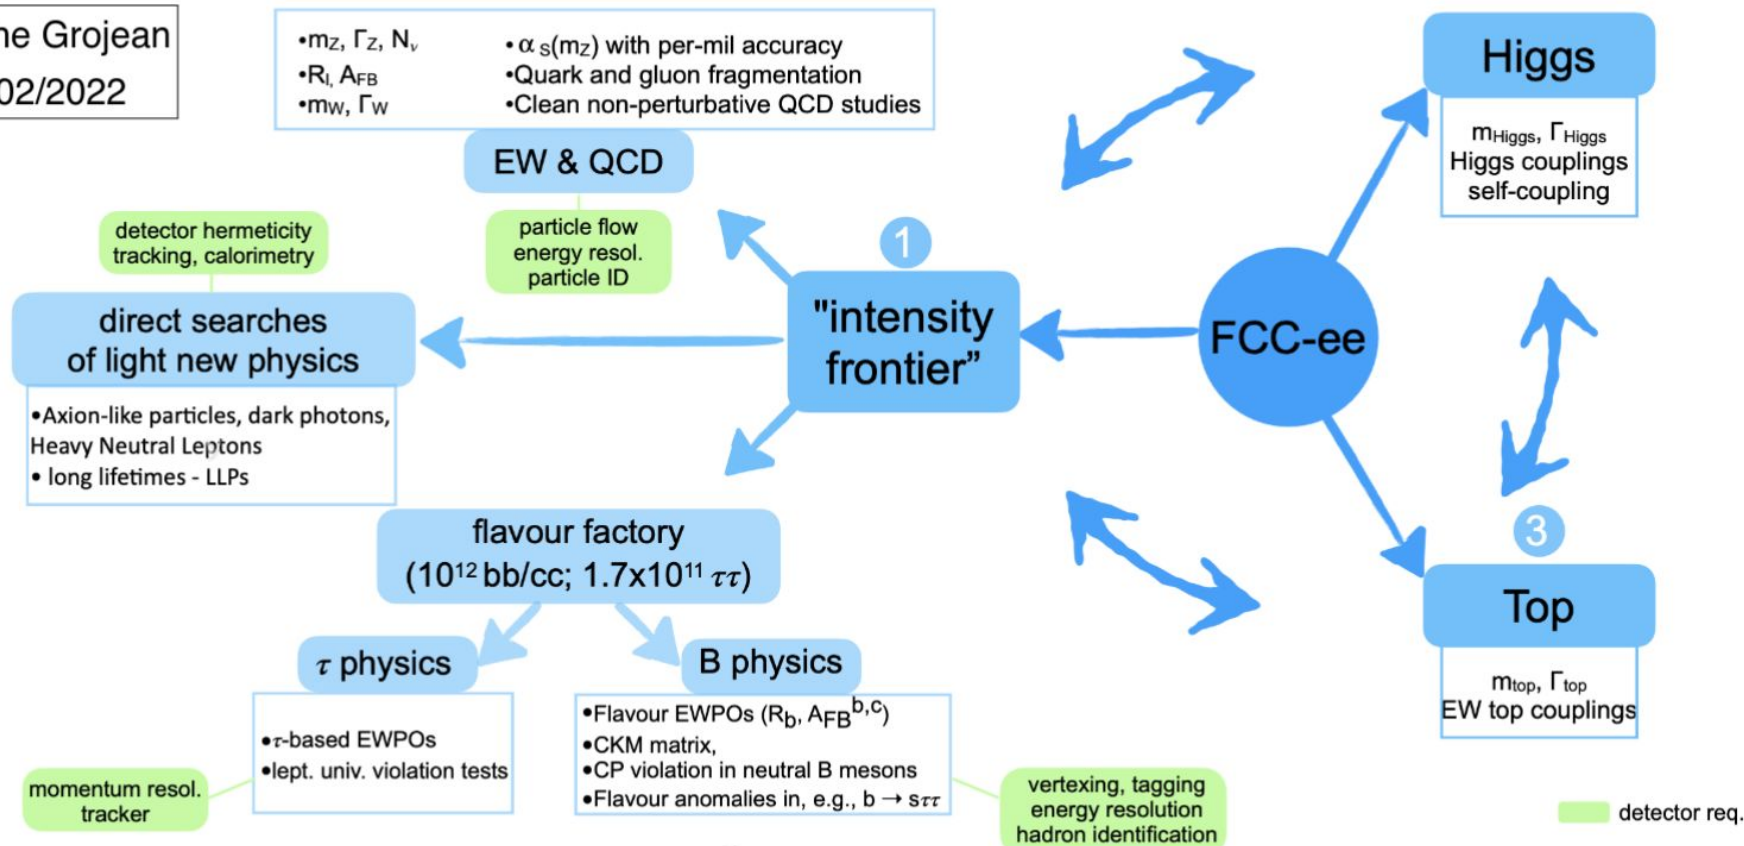 ne Grojean
02/2022
•mZ, ΓZ, Nν
•Rl, AFB
•mW, ΓW
•αS(mZ) with per-mil accuracy
•Quark and gluon fragmentation
•Clean non-perturbative QCD studies
EW & QCD
particle flow
energy resol.
particle ID
detector hermeticity
tracking, calorimetry
direct searches
of light new physics
•Axion-like particles, dark photons,
Heavy Neutral Leptons
• long lifetimes - LLPs
1
"intensity
frontier”
FCC-ee
Higgs
mHiggs, ΓHiggs
Higgs couplings
self-coupling
3
Top
mtop, Γtop
EW top couplings
flavour factory
(10¹² bb/cc; 1.7x10¹¹ ττ)
τ physics
•τ-based EWPOs
•lept. univ. violation tests
momentum resol.
tracker
B physics
•Flavour EWPOs (Rb, AFBb,c)
•CKM matrix,
•CP violation in neutral B mesons
•Flavour anomalies in, e.g., b → sττ
vertexing, tagging
energy resolution
hadron identification
detector req.